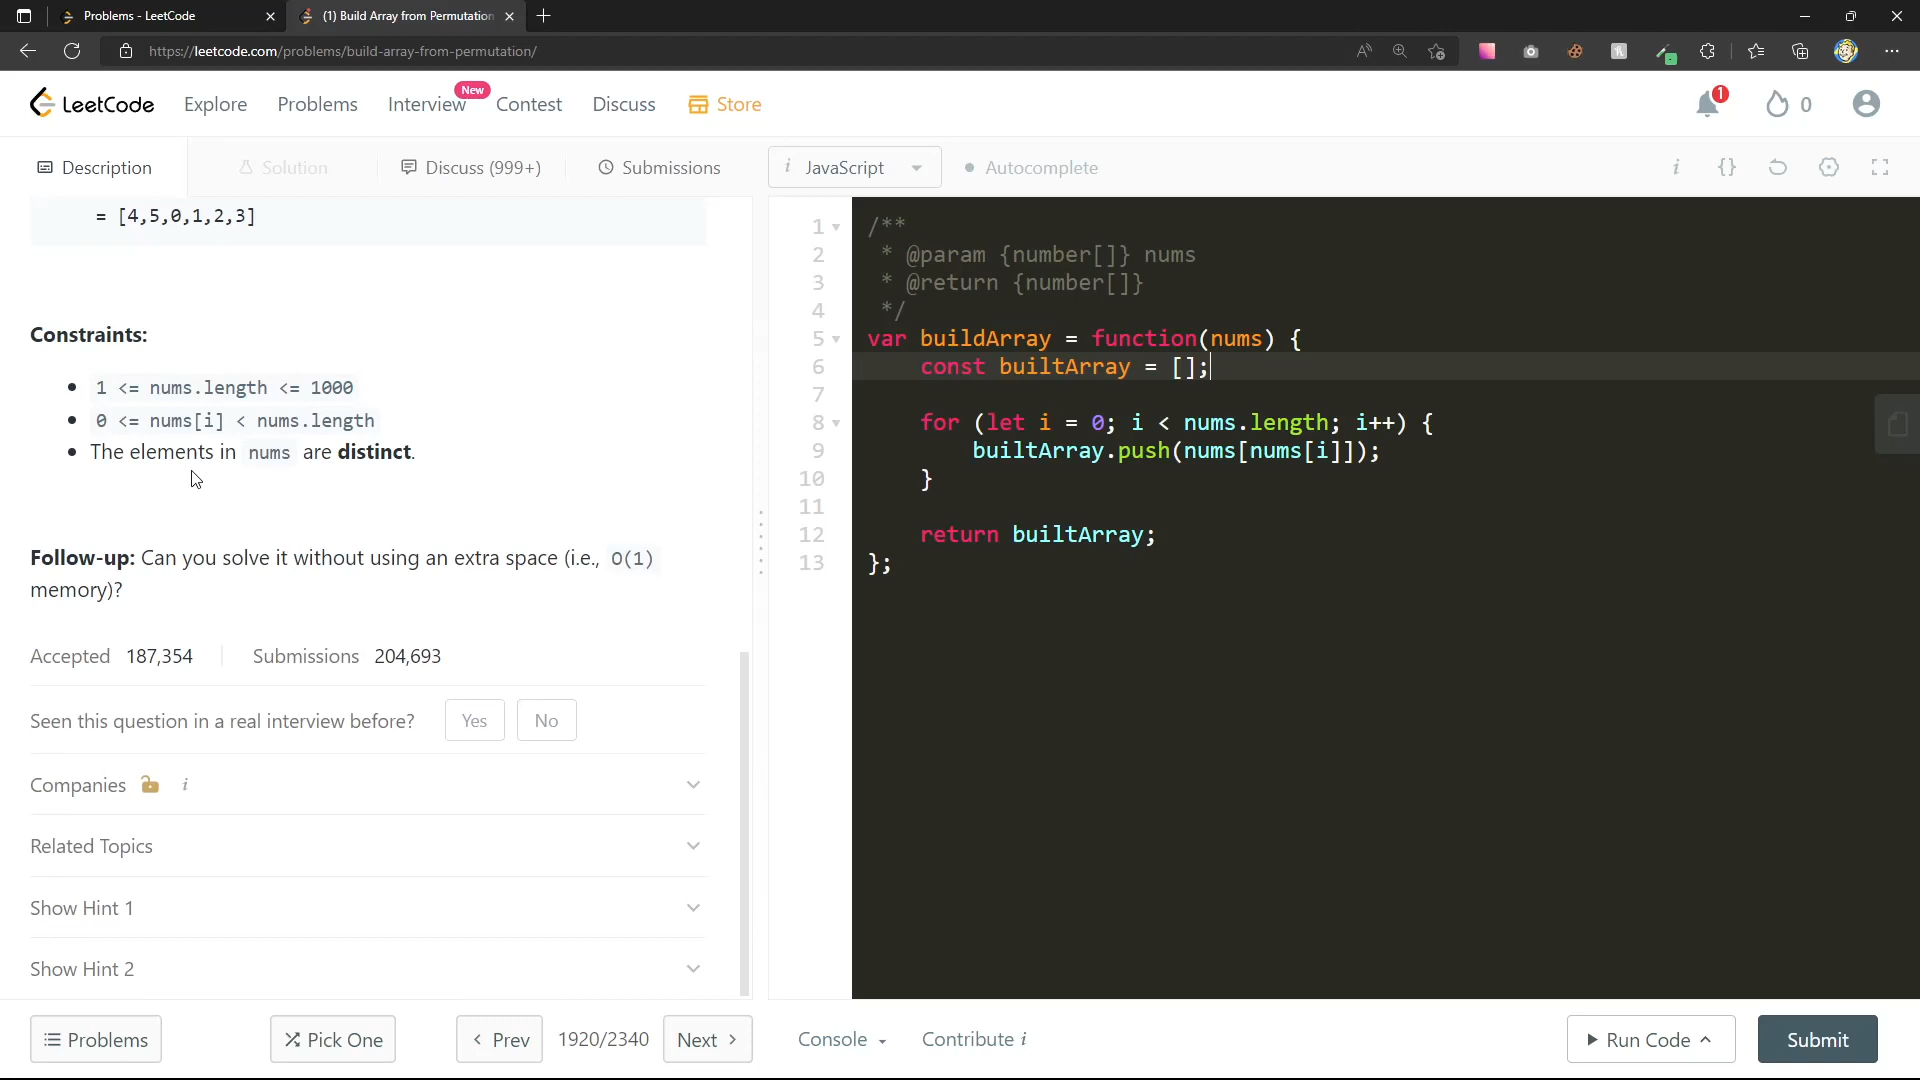 Problems - LeetCode
(1) Build Array from Permutation
https://leetcode.com/problems/build-array-from-permutation/
LeetCode Explore Problems Interview New Contest Discuss Store 1 0
Description Solution Discuss (999+) Submissions i JavaScript Autocomplete i {}
= [4,5,0,1,2,3]
Constraints:
1 <= nums.length <= 1000
0 <= nums[i] < nums.length
The elements in nums are distinct.
Follow-up: Can you solve it without using an extra space (i.e., O(1)
memory)?
Accepted 187,354 Submissions 204,693
Seen this question in a real interview before? Yes No
Companies i
Related Topics
Show Hint 1
Show Hint 2
1 /**
2 * @param {number[]} nums
3 * @return {number[]}
4 */
5 var buildArray = function(nums) {
6 const builtArray = [];
7
8 for (let i = 0; i < nums.length; i++) {
9 builtArray.push(nums[nums[i]]);
10 }
11
12 return builtArray;
13 };
Problems Pick One < Prev 1920/2340 Next > Console Contribute i Run Code Submit